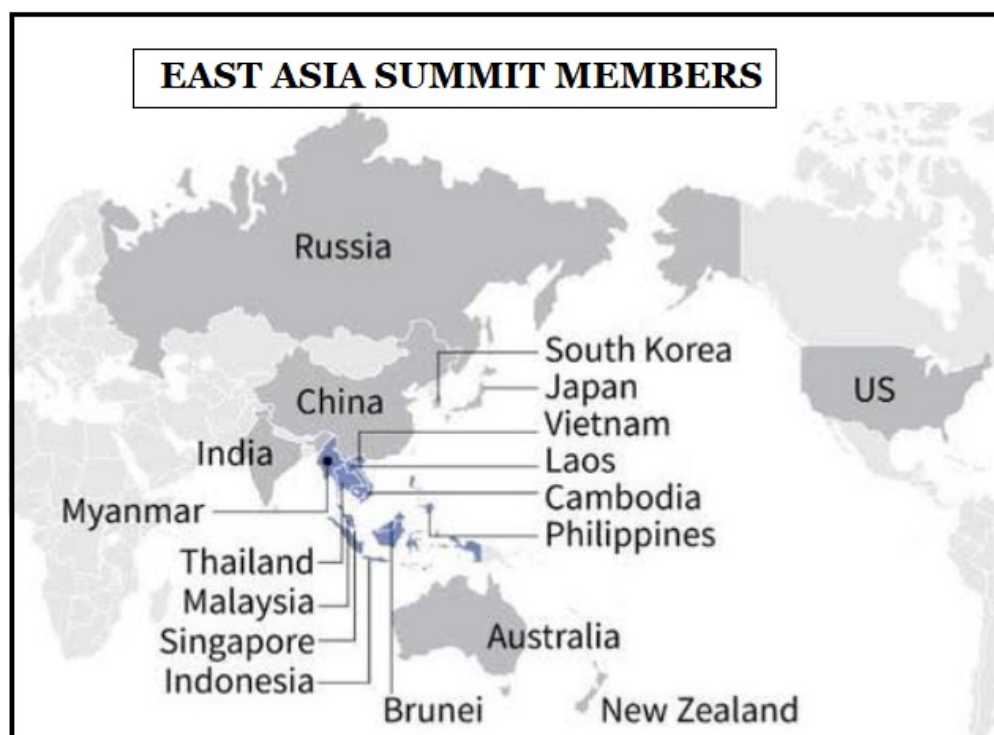 EAST ASIA SUMMIT MEMBERS
Russia
South Korea
Japan
China
US
Vietnam
India
Laos
Cambodia
Myanmar
Philippines
Thailand
Malaysia
Singapore
Australia
Indonesia
Brunei
New Zealand